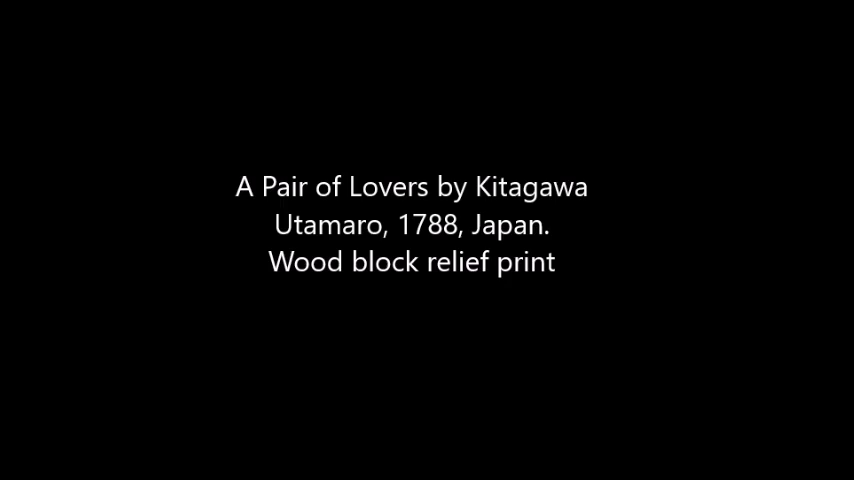 A Pair of Lovers by Kitagawa
Utamaro, 1788, Japan.
Wood block relief print